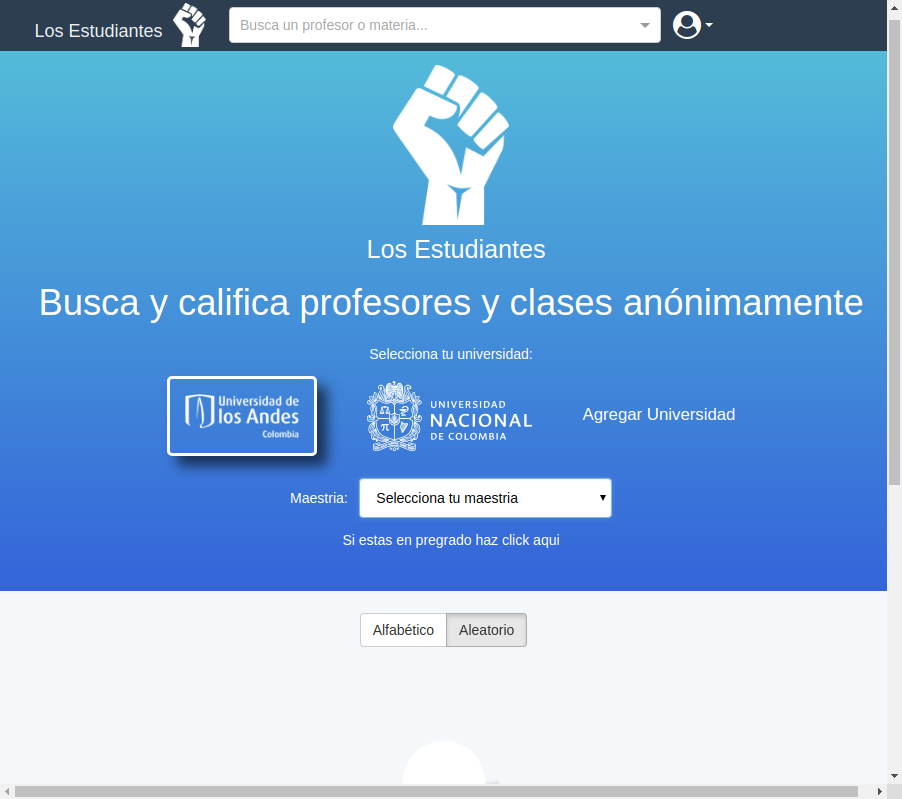 Los Estudiantes
Busca un profesor o materia...
Los Estudiantes
Busca y califica profesores y clases anónimamente
Selecciona tu universidad:
Universidad de
los Andes
Colombia
UNIVERSIDAD
NACIONAL
DE COLOMBIA
Agregar Universidad
Maestria:
Selecciona tu maestria
Si estas en pregrado haz click aqui
Alfabético
Aleatorio